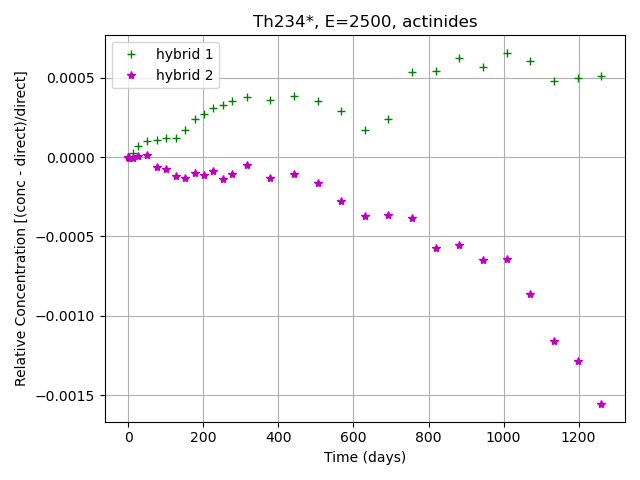 Th234*, E=2500, actinides
hybrid 1
hybrid 2
Relative Concentration [(conc - direct)/direct]
0.0005
0.0000
−0.0005
−0.0010
−0.0015
0 200 400 600 800 1000 1200
Time (days)